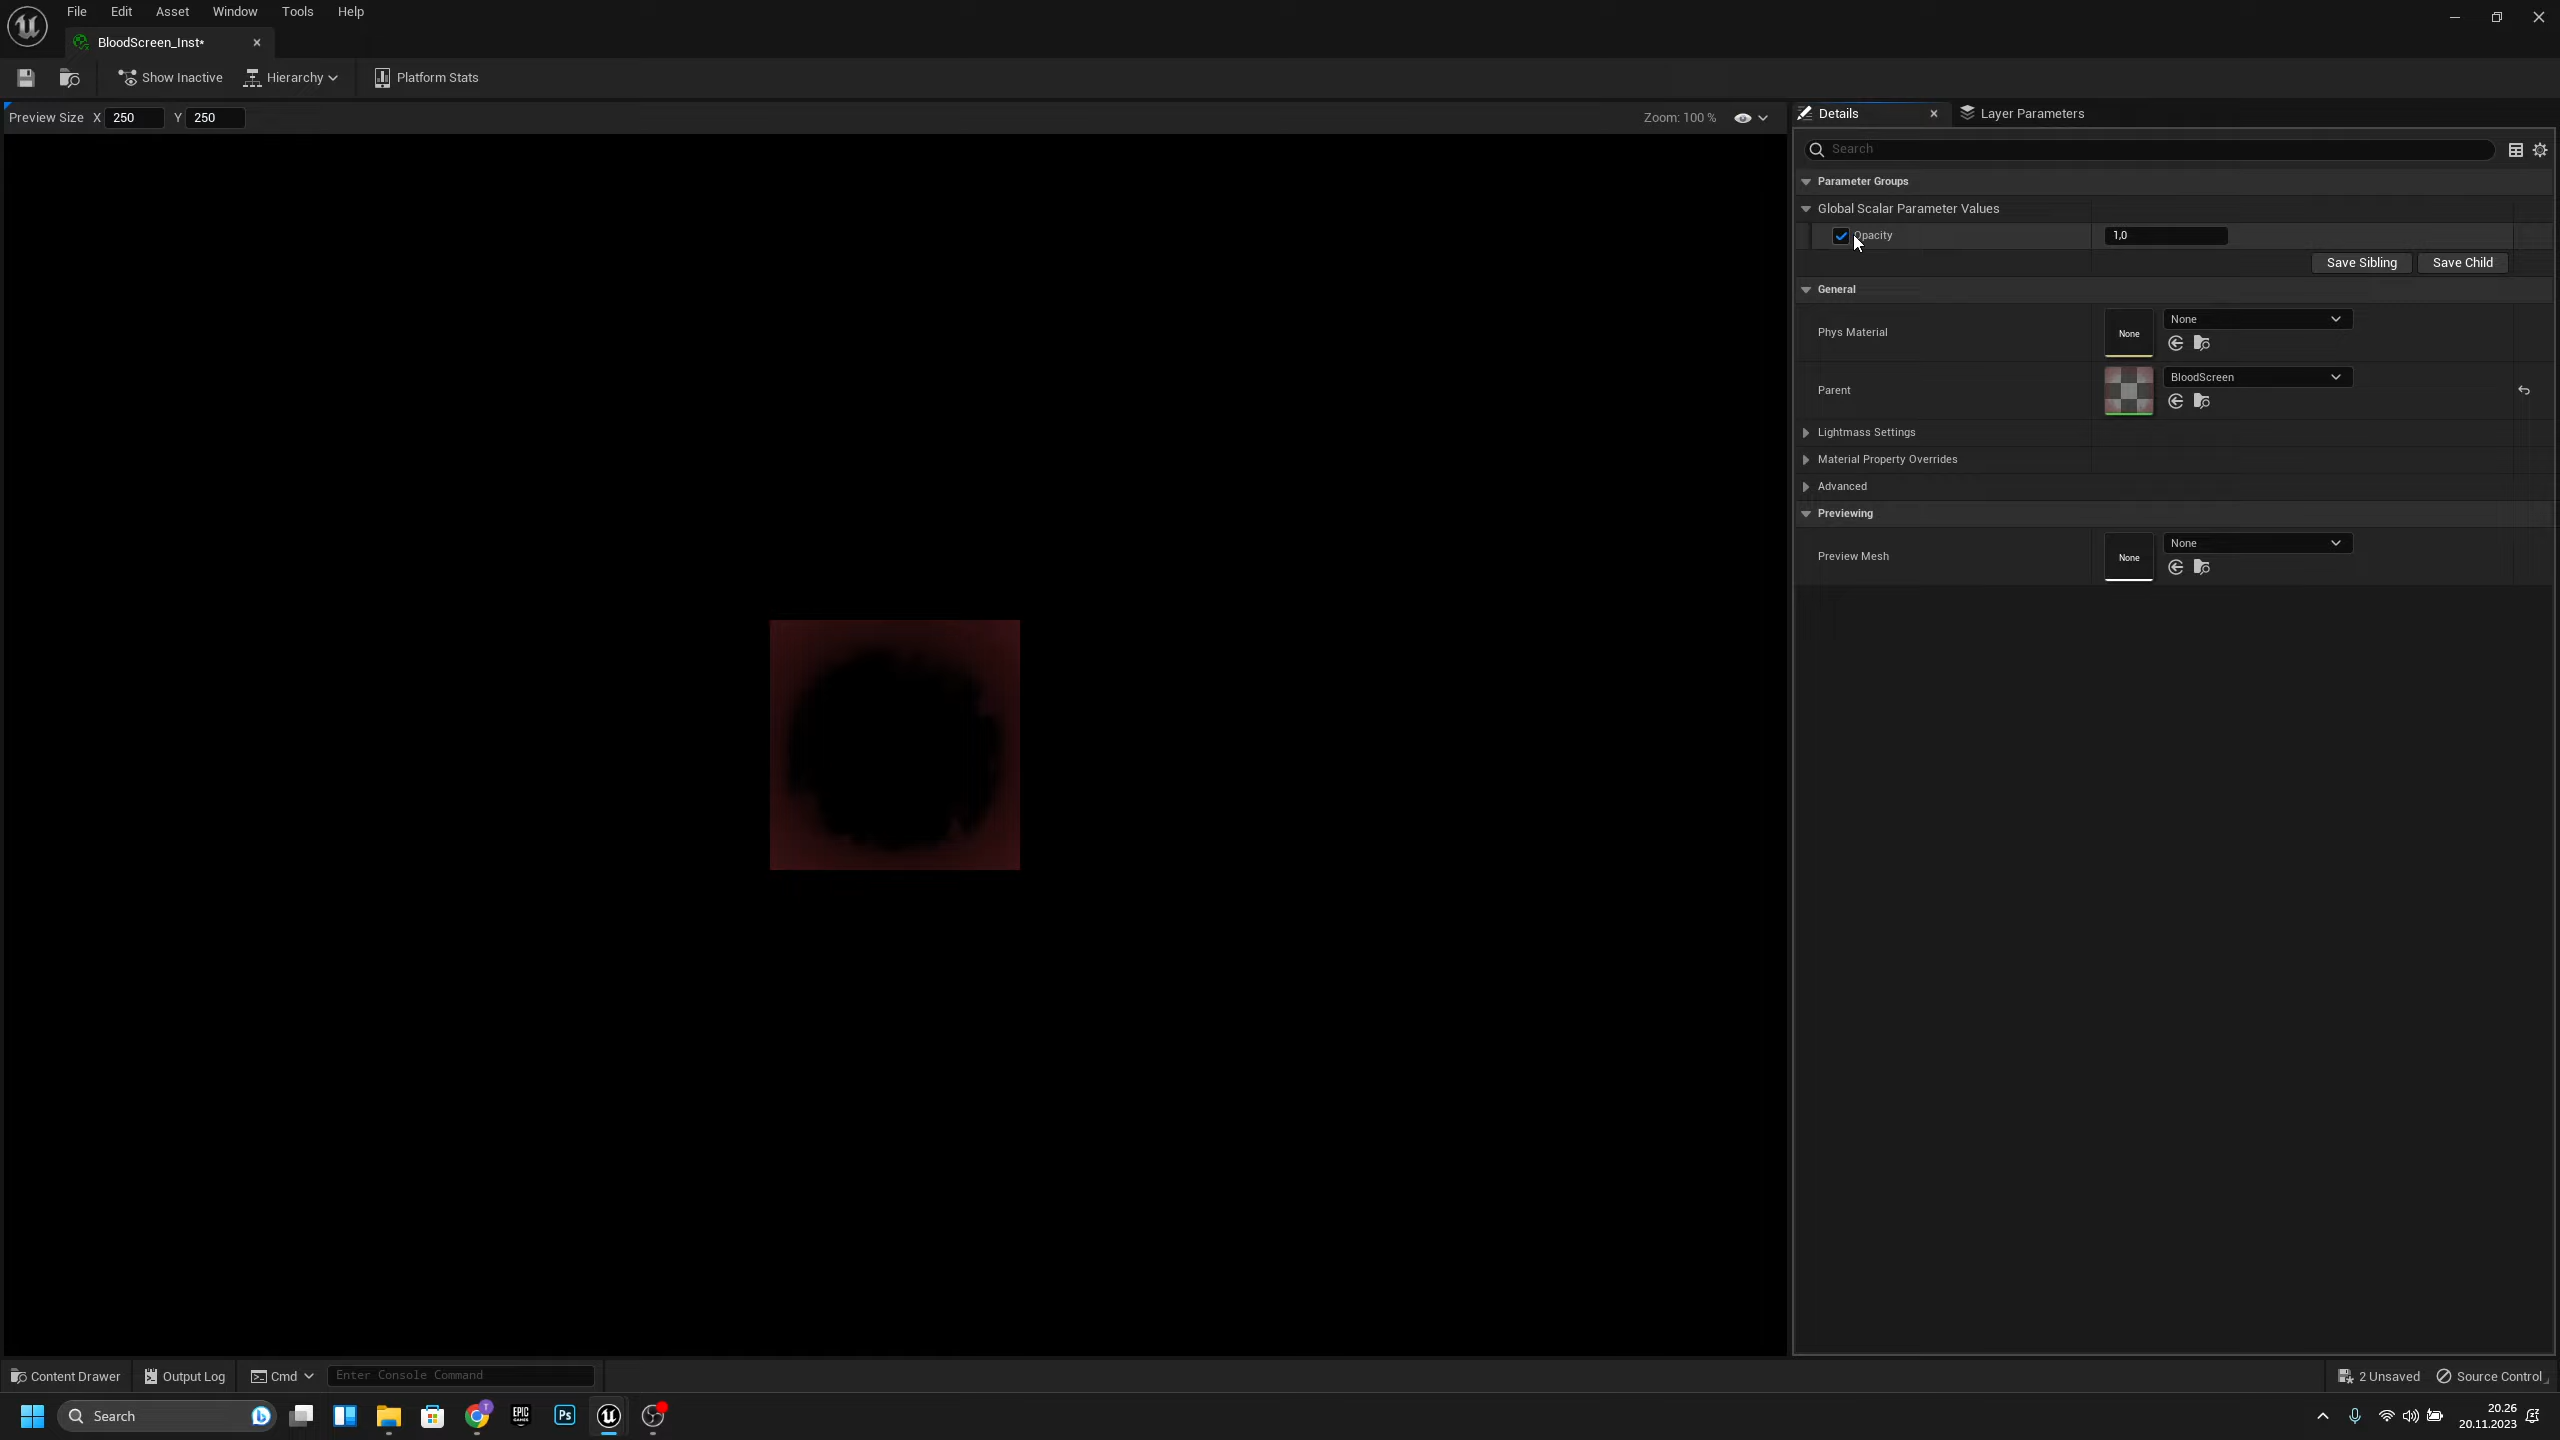 File Edit Asset Window Tools Help
BloodScreen_Inst*
Show Inactive Hierarchy Platform Stats
Preview Size X 250 Y 250 Zoom: 100 %
Details Layer Parameters
Search
Parameter Groups
Global Scalar Parameter Values
Opacity 1,0
Save Sibling Save Child
General
Phys Material None None
Parent BloodScreen
Lightmass Settings
Material Property Overrides
Advanced
Previewing
Preview Mesh None None
Content Drawer Output Log Cmd Enter Console Command 2 Unsaved Source Control
Search T EPIC GAMES Ps 20.26
20.11.2023